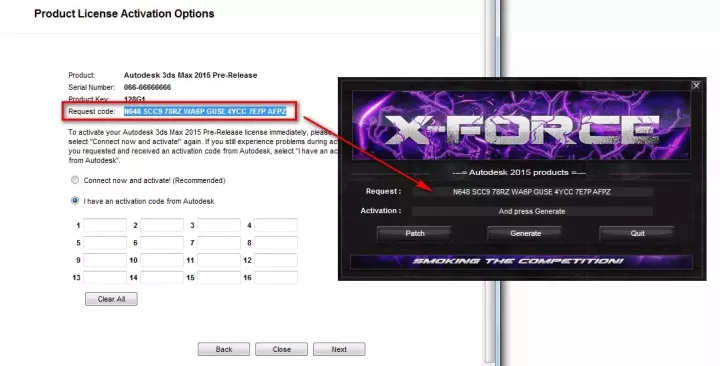 Product License Activation Options
Product: Autodesk 3ds Max 2015 Pre-Release
Serial Number: 066-66666666
Product Key: 128G1
Request code: N648 SCC9 78RZ WA6P GUSE 4YCC 7E7P AFPZ
To activate your Autodesk 3ds Max 2015 Pre-Release license immediately, please
select "Connect now and activate!" again. If you still experience problems during ac
you requested and received an activation code from Autodesk, select "I have an ac
from Autodesk".
Connect now and activate! (Recommended)
I have an activation code from Autodesk
1 2 3 4
5 6 7 8
9 10 11 12
13 14 15 16
Clear All
Back Close Next
X-FORCE
---= Autodesk 2015 products =----
Request : N648 SCC9 78RZ WA6P GUSE 4YCC 7E7P AFPZ
Activation : And press Generate
Patch Generate Quit
SMOKING THE COMPETITION!